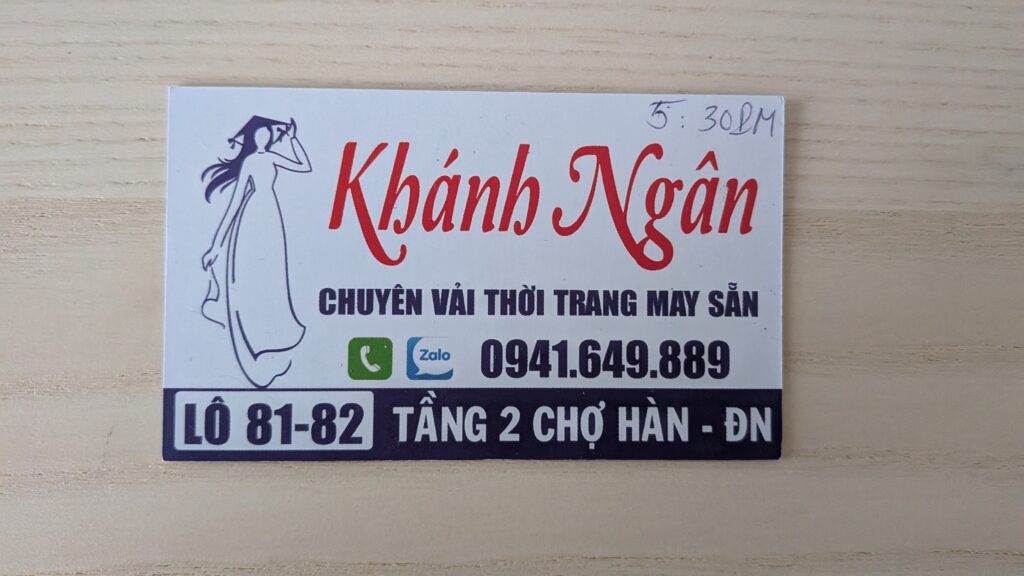 5:30PM
Khánh Ngân
CHUYÊN VẢI THỜI TRANG MAY SẴN
Zalo 0941.649.889
LÔ 81-82 TẦNG 2 CHỢ HÀN - ĐN